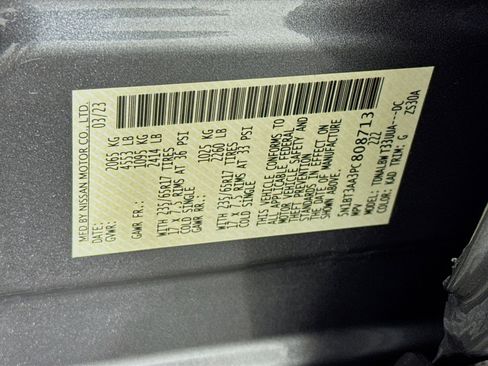 MFD BY NISSAN MOTOR CO., LTD.
DATE: 03/23
GVWR: 2065 KG
4553 LB
GAWR FR: 1095 KG
2414 LB
WITH 235/65R17 TIRES
17 X 7.5 RIMS AT 36 PSI
COLD SINGLE
GAWR RR: 1025 KG
2260 LB
WITH 235/65R17 TIRES
17 X 7.5 RIMS AT 33 PSI
COLD SINGLE
THIS VEHICLE CONFORMS TO
ALL APPLICABLE FEDERAL
MOTOR VEHICLE SAFETY AND
THEFT PREVENTION
STANDARDS IN EFFECT ON
THE DATE OF MANUFACTURE
SHOWN ABOVE.
5N1BT3AA3PC808713
MPV 222
MODEL:
COLOR: KAD TRIM: G
ZS30A